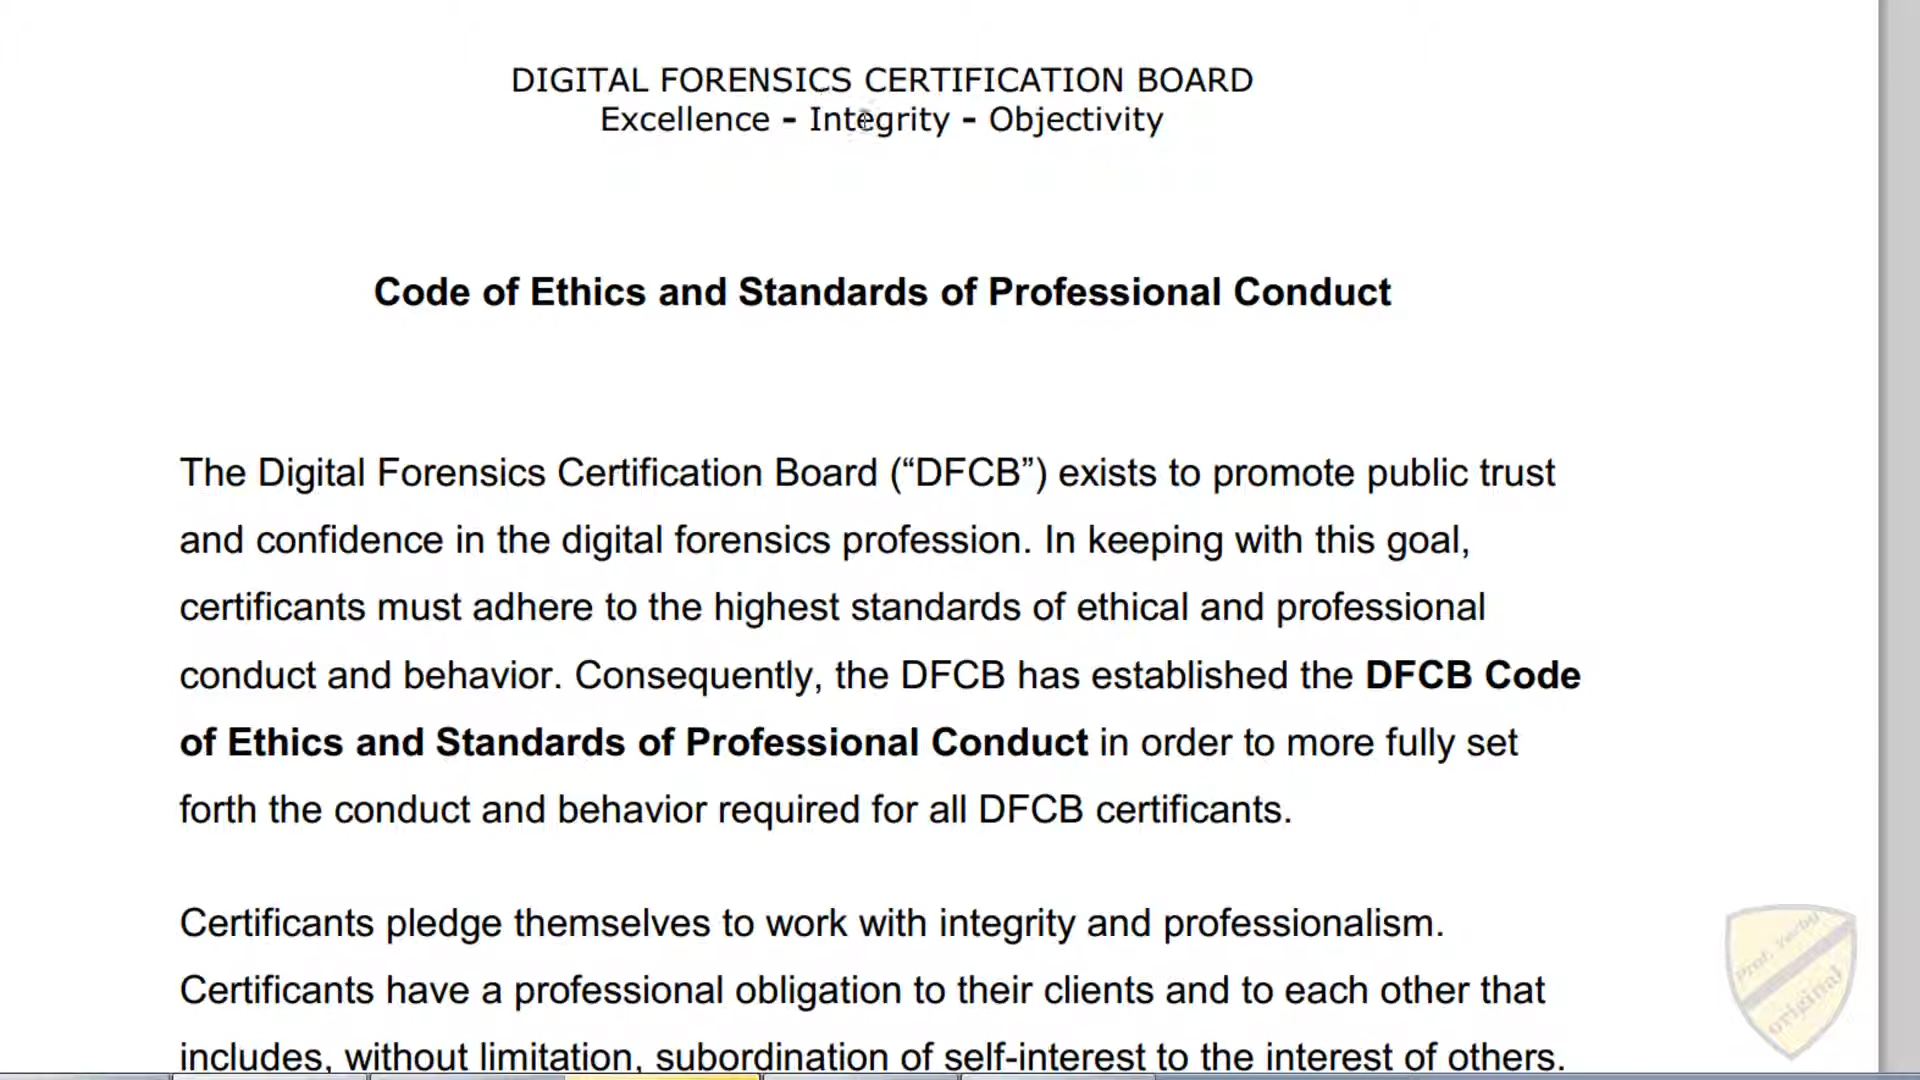 DIGITAL FORENSICS CERTIFICATION BOARD
Excellence - Integrity - Objectivity
Code of Ethics and Standards of Professional Conduct
The Digital Forensics Certification Board (“DFCB”) exists to promote public trust
and confidence in the digital forensics profession. In keeping with this goal,
certificants must adhere to the highest standards of ethical and professional
conduct and behavior. Consequently, the DFCB has established the DFCB Code
of Ethics and Standards of Professional Conduct in order to more fully set
forth the conduct and behavior required for all DFCB certificants.
Certificants pledge themselves to work with integrity and professionalism.
Certificants have a professional obligation to their clients and to each other that
includes, without limitation, subordination of self-interest to the interest of others.
Prof. Yerby
original